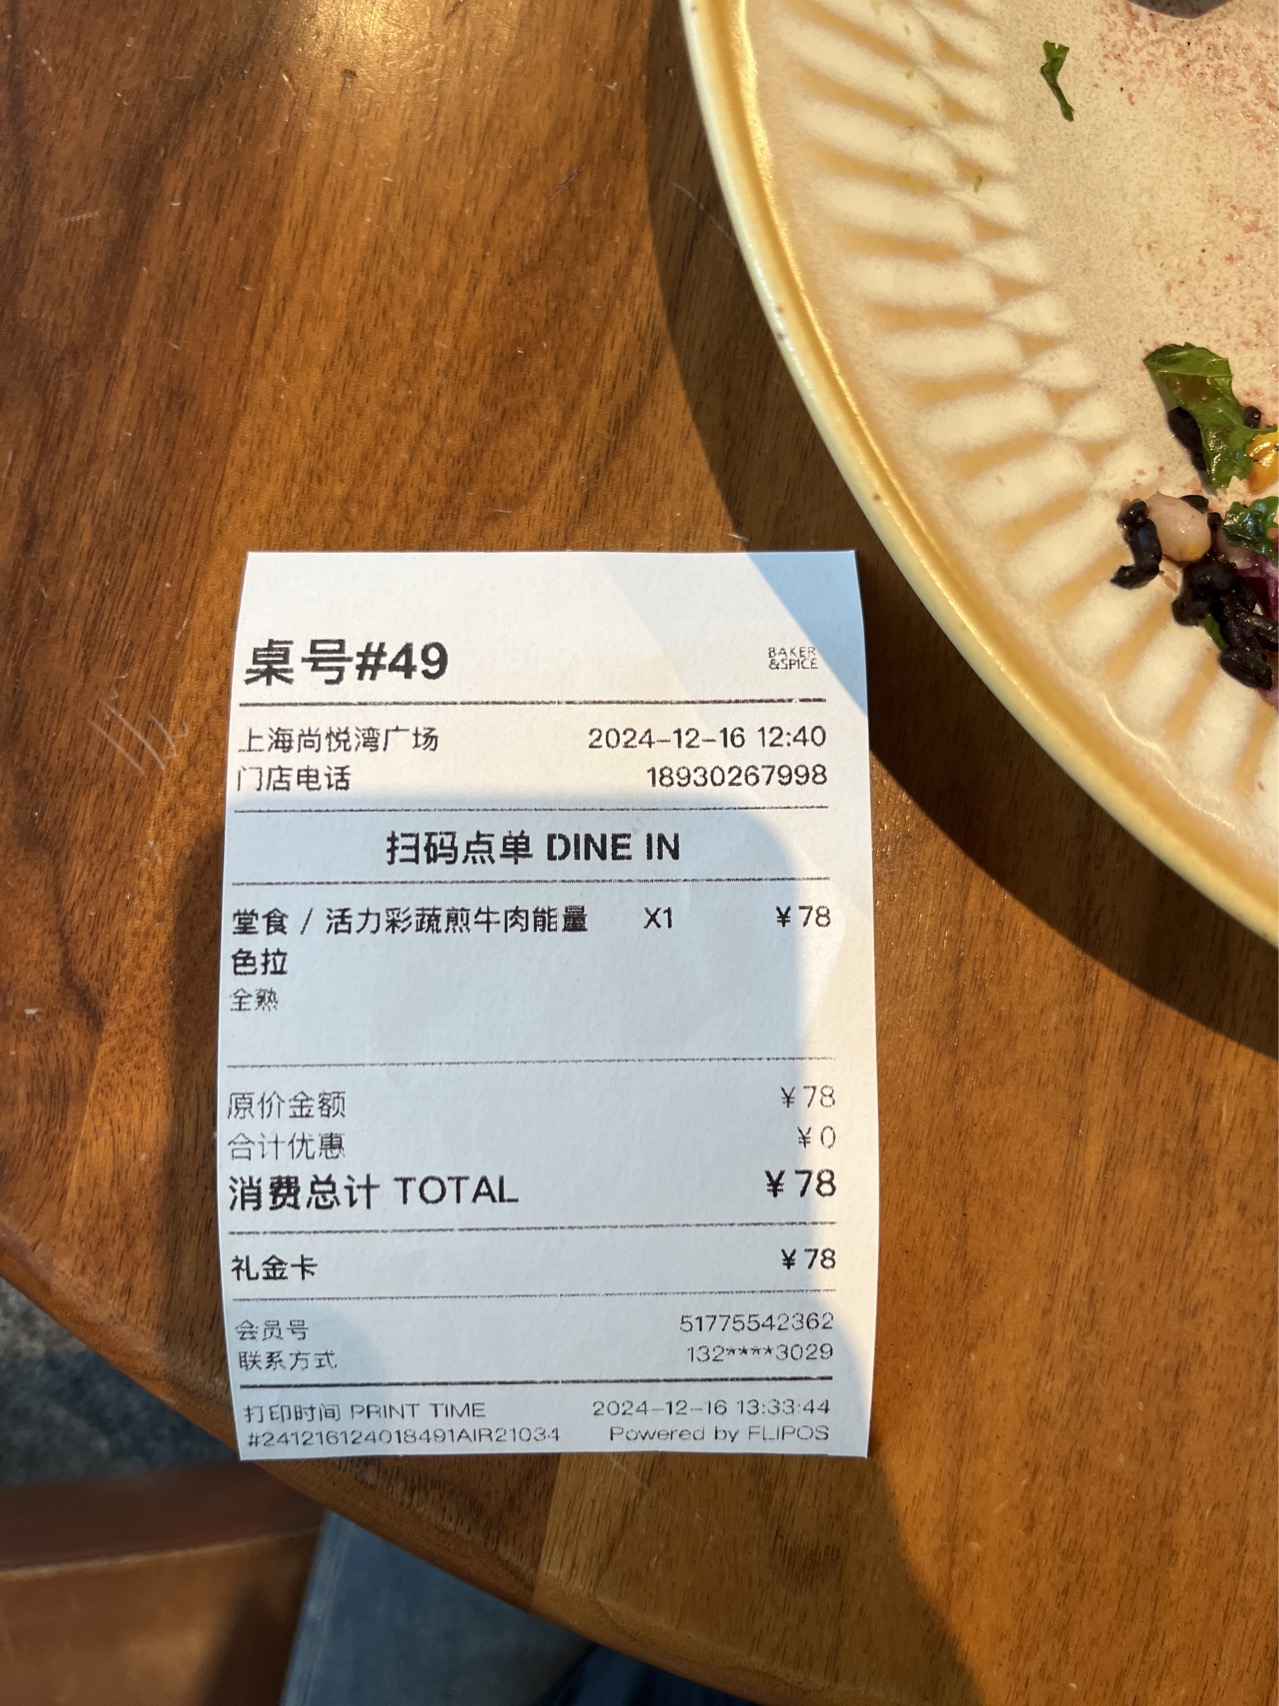 桌号#49
BAKER
&SPICE
上海尚悦湾广场 2024-12-16 12:40
门店电话 18930267998
扫码点单 DINE IN
堂食 / 活力彩蔬煎牛肉能量 X1 ¥78
色拉
全熟
原价金额 ¥78
合计优惠 ¥0
消费总计 TOTAL ¥78
礼金卡 ¥78
会员号 51775542362
联系方式 132****3029
打印时间 PRINT TIME 2024-12-16 13:33:44
#241216124018491AIR21034 Powered by FLIPOS